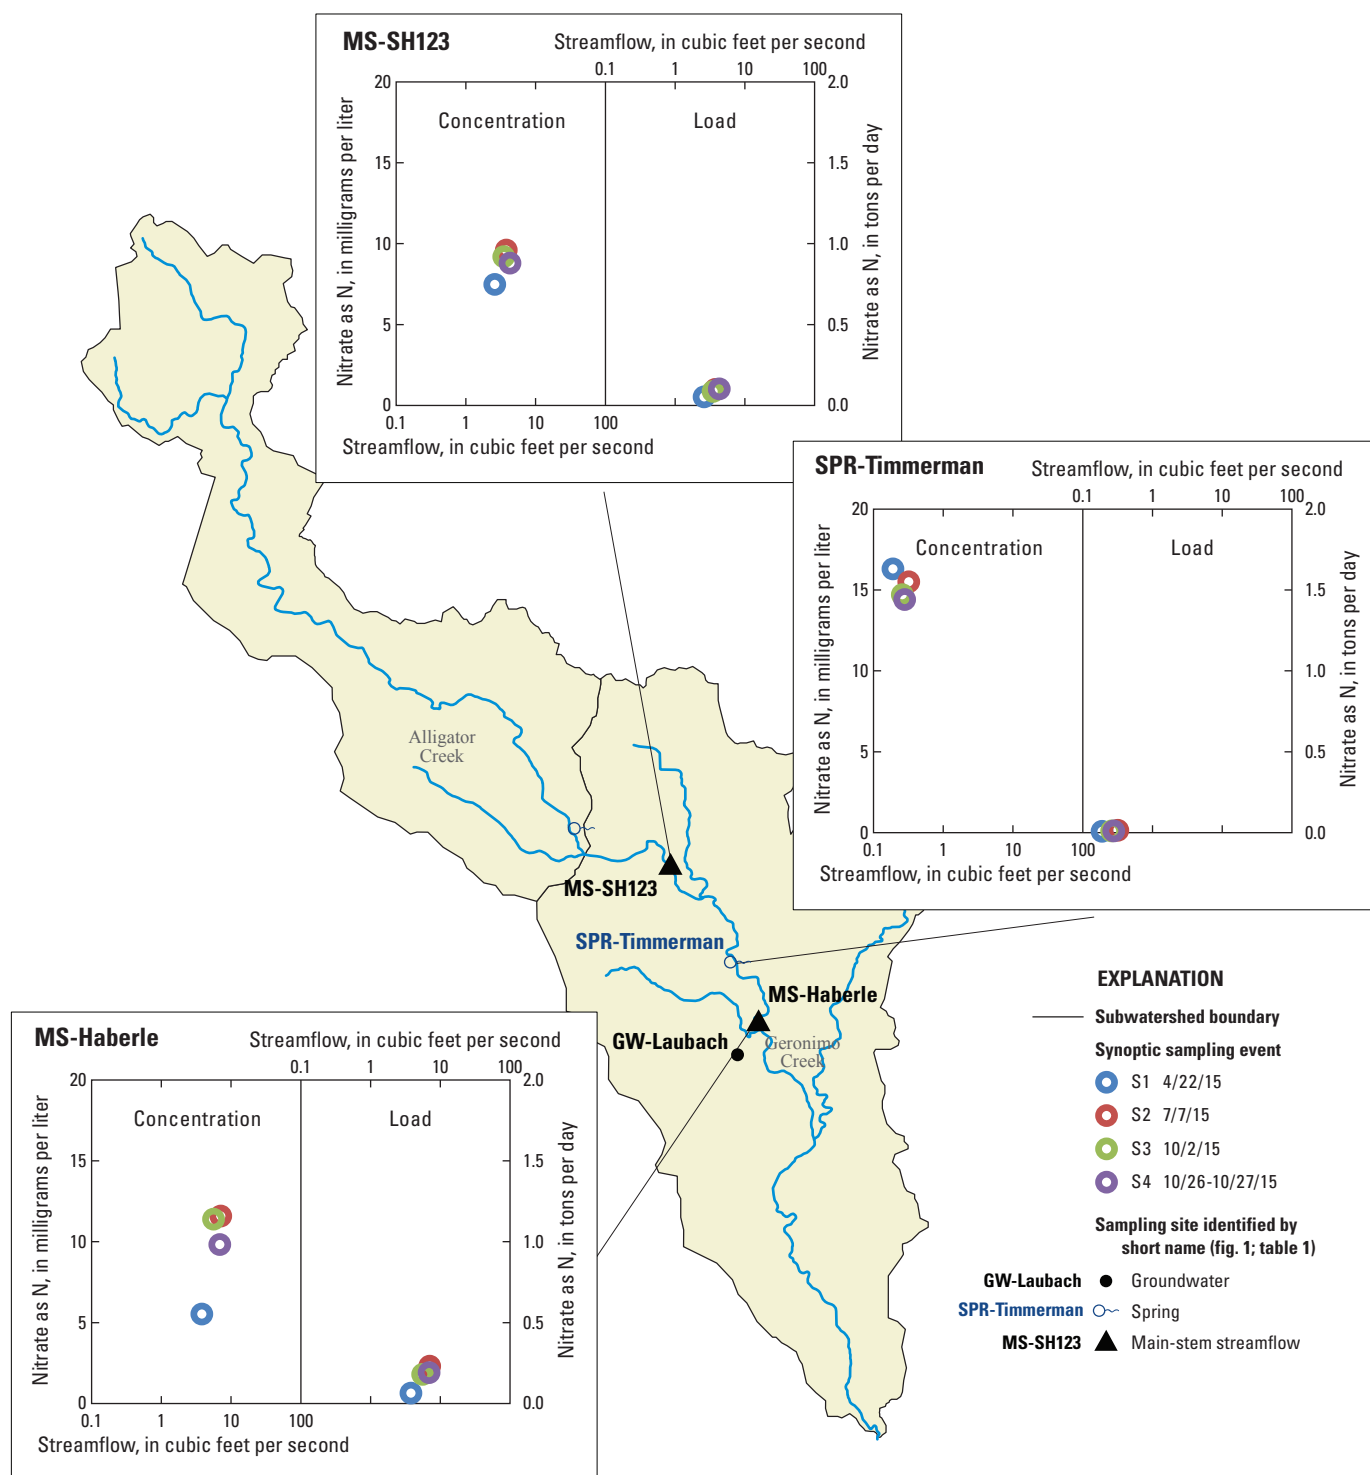 MS-SH123
Streamflow, in cubic feet per second
0.1 1 10 100
20 2.0
Concentration Load
15 1.5
10 1.0
5 0.5
0 0.0
Nitrate as N, in milligrams per liter
Nitrate as N, in tons per day
0.1 1 10 100
Streamflow, in cubic feet per second
SPR-Timmerman
Streamflow, in cubic feet per second
0.1 1 10 100
20 2.0
Concentration Load
15 1.5
10 1.0
5 0.5
0 0.0
Nitrate as N, in milligrams per liter
Nitrate as N, in tons per day
0.1 1 10 100
Streamflow, in cubic feet per second
Alligator
Creek
MS-SH123
SPR-Timmerman
MS-Haberle
GW-Laubach
Geronimo
Creek
MS-Haberle
Streamflow, in cubic feet per second
0.1 1 10 100
20 2.0
Concentration Load
15 1.5
10 1.0
5 0.5
0 0.0
Nitrate as N, in milligrams per liter
Nitrate as N, in tons per day
0.1 1 10 100
Streamflow, in cubic feet per second
EXPLANATION
Subwatershed boundary
Synoptic sampling event
S1 4/22/15
S2 7/7/15
S3 10/2/15
S4 10/26-10/27/15
Sampling site identified by
short name (fig. 1; table 1)
GW-Laubach Groundwater
SPR-Timmerman Spring
MS-SH123 Main-stem streamflow